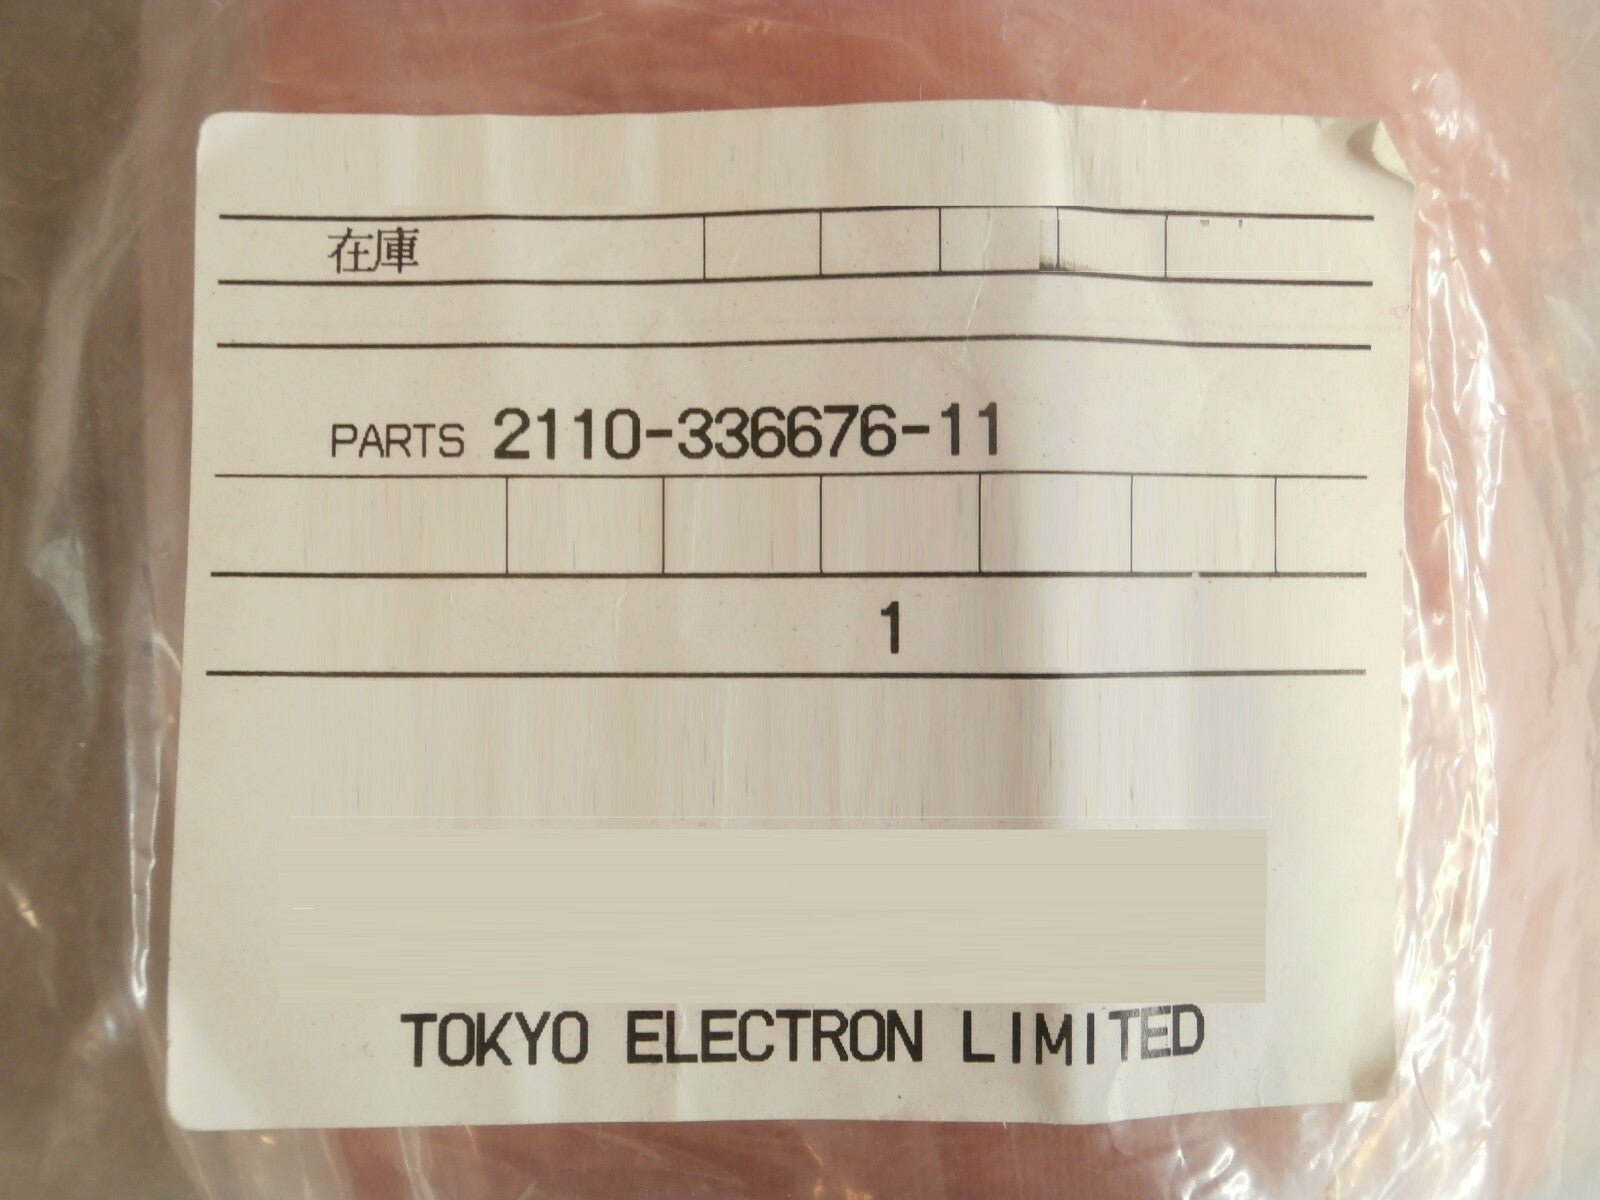 在庫
PARTS 2110-336676-11
1
TOKYO ELECTRON LIMITED